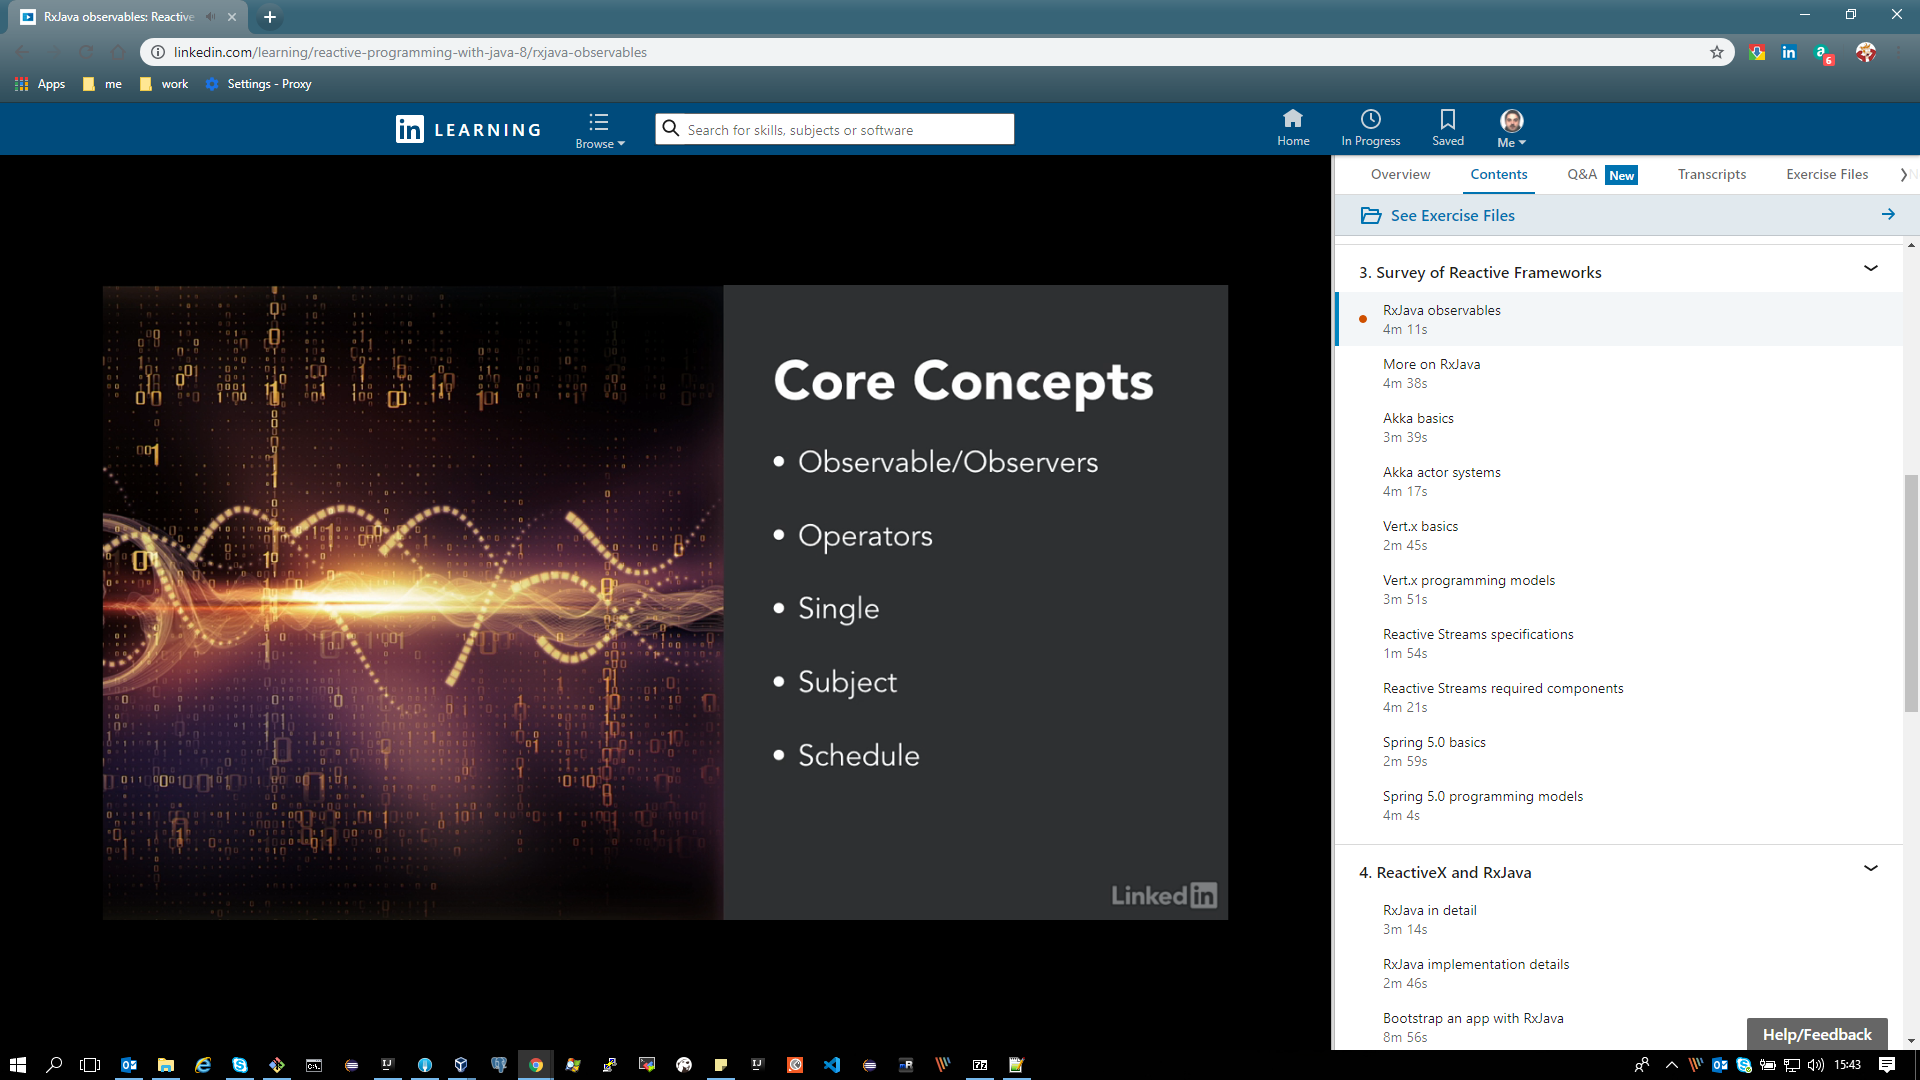 RxJava observables: Reactive
linkedin.com/learning/reactive-programming-with-java-8/rxjava-observables
Apps me work Settings - Proxy
in LEARNING
Browse
Search for skills, subjects or software
Home
In Progress
Saved
Me
Overview Contents Q&A New Transcripts Exercise Files
See Exercise Files
3. Survey of Reactive Frameworks
RxJava observables
4m 11s
More on RxJava
4m 38s
Akka basics
3m 39s
Akka actor systems
4m 17s
Vert.x basics
2m 45s
Vert.x programming models
3m 51s
Reactive Streams specifications
1m 54s
Reactive Streams required components
4m 21s
Spring 5.0 basics
2m 59s
Spring 5.0 programming models
4m 4s
4. ReactiveX and RxJava
RxJava in detail
3m 14s
RxJava implementation details
2m 46s
Bootstrap an app with RxJava
8m 56s
Help/Feedback
Core Concepts
• Observable/Observers
• Operators
• Single
• Subject
• Schedule
Linked in
15:43